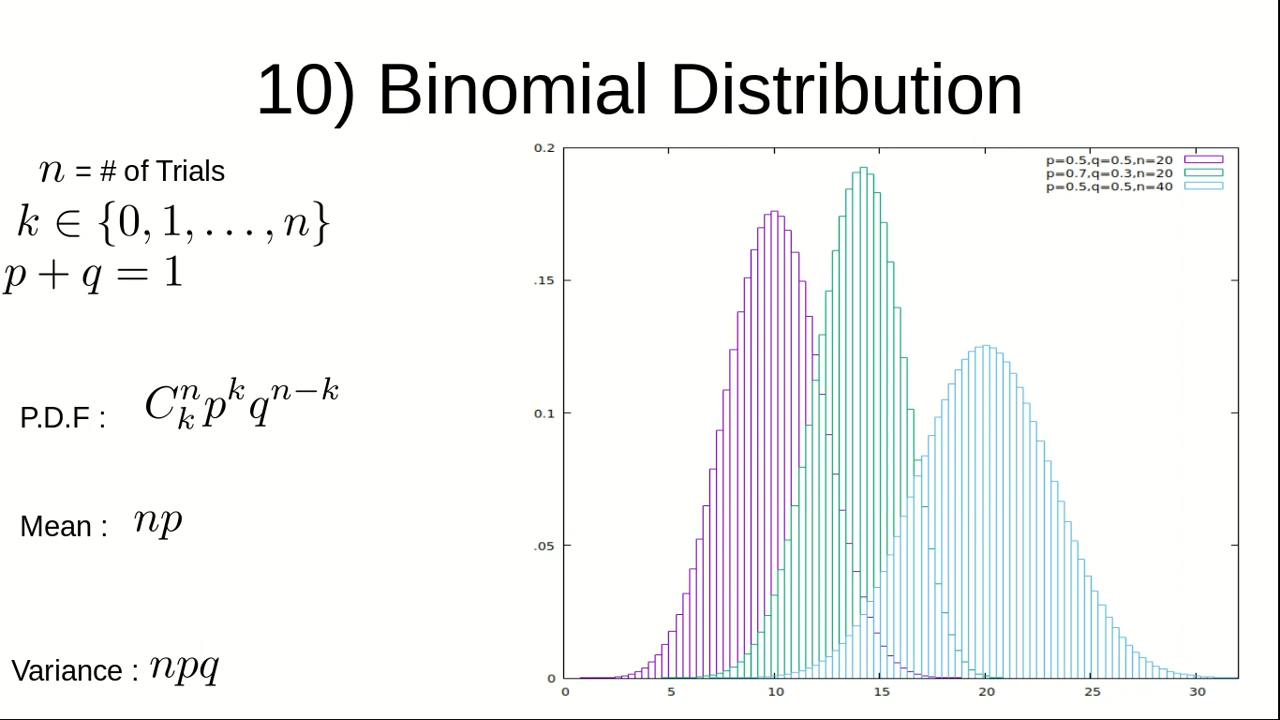 10) Binomial Distribution
n = # of Trials
k ∈ {0, 1, . . . , n}
p + q = 1
P.D.F : C_k^n p^k q^{n−k}
Mean : np
Variance : npq
p=0.5,q=0.5,n=20
p=0.7,q=0.3,n=20
p=0.5,q=0.5,n=40
0.2
.15
0.1
.05
0
0 5 10 15 20 25 30